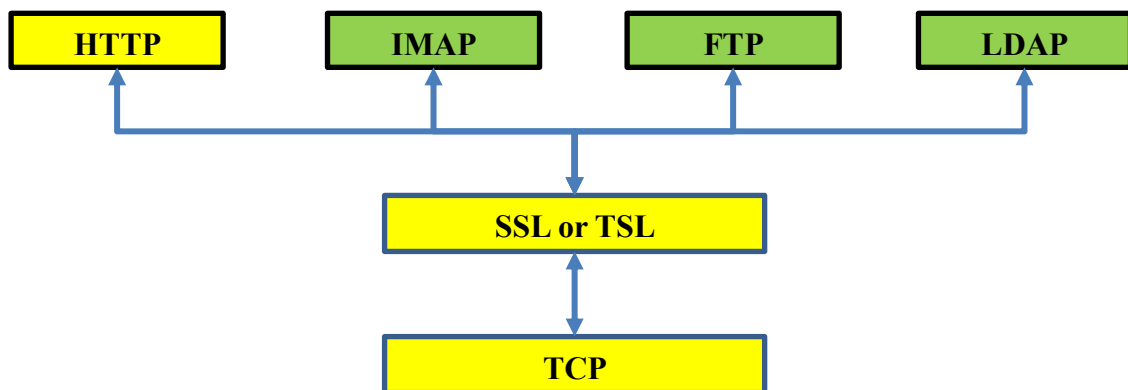 HTTP
IMAP
FTP
LDAP
SSL or TSL
TCP